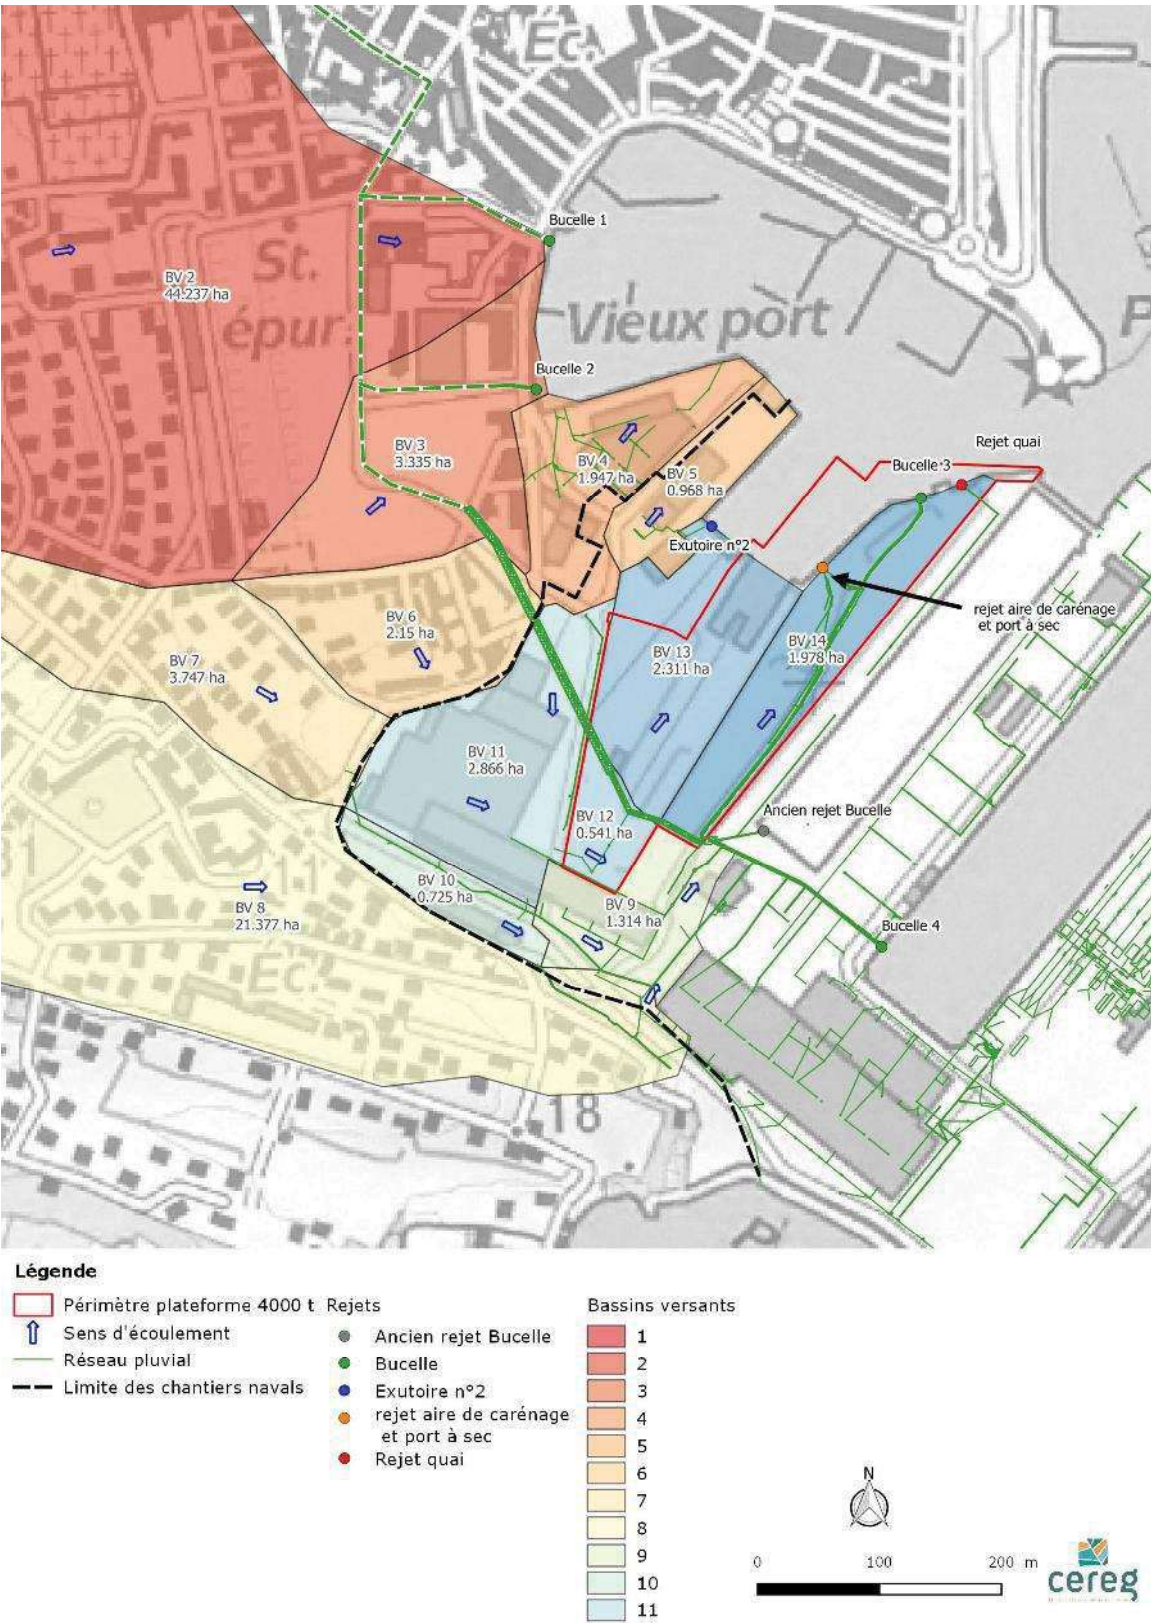 Ec.
Bucelle 1
St.
épur.
BV 2
44.237 ha
Vieux port
P
Bucelle 2
Rejet quai
BV 3
3.335 ha
BV 4
1.947 ha
BV 5
0.968 ha
Bucelle 3
Exutoire n°2
rejet aire de carénage
et port à sec
BV 6
2.15 ha
BV 7
3.747 ha
BV 13
2.311 ha
BV 14
1.978 ha
BV 11
2.866 ha
BV 12
0.541 ha
Ancien rejet Bucelle
11
BV 10
0.725 ha
BV 8
21.377 ha
BV 9
1.314 ha
Bucelle 4
Ec.
18
P
Légende
Périmètre plateforme 4000 t
Sens d'écoulement
Réseau pluvial
Limite des chantiers navals
Rejets
Ancien rejet Bucelle
Bucelle
Exutoire n°2
rejet aire de carénage
et port à sec
Rejet quai
Bassins versants
1
2
3
4
5
6
7
8
9
10
11
N
0 100 200 m
cereg